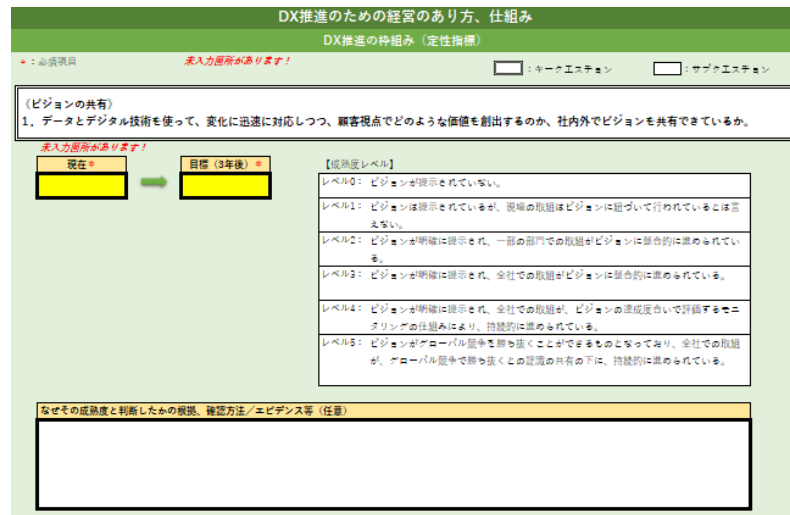 DX推進のための経営のあり方、仕組み
DX推進の枠組み（定性指標）
*：必須項目
未入力箇所があります！
：キークエスチョン
：サブクエスチョン
《ビジョンの共有》
1. データとデジタル技術を使って、変化に迅速に対応しつつ、顧客視点でどのような価値を創出するのか、社内外でビジョンを共有できているか。
未入力箇所があります！
現在*
目標（3年後）*
【成熟度レベル】
レベル0： ビジョンが提示されていない。
レベル1： ビジョンは提示されているが、現場の取組はビジョンに紐づいて行われているとは言
えない。
レベル2： ビジョンが明確に提示され、一部の部門での取組がビジョンに整合的に進められてい
る。
レベル3： ビジョンが明確に提示され、全社での取組がビジョンに整合的に進められている。
レベル4： ビジョンが明確に提示され、全社での取組が、ビジョンの達成度合いで評価するモニ
タリングの仕組みにより、持続的に進められている。
レベル5： ビジョンがグローバル競争を勝ち抜くことができるものとなっており、全社での取組
が、グローバル競争で勝ち抜くとの認識の共有の下に、持続的に進められている。
なぜその成熟度と判断したかの根拠、確認方法／エビデンス等（任意）